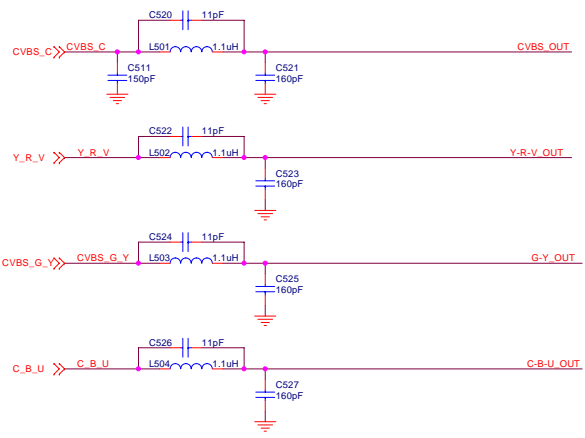 C520 11pF
CVBS_C CVBS_C L501 1.1uH CVBS_OUT
C511 C521
150pF 160pF
C522 11pF
Y_R_V Y_R_V L502 1.1uH Y-R-V_OUT
C523
160pF
C524 11pF
CVBS_G_Y CVBS_G_Y L503 1.1uH G-Y_OUT
C525
160pF
C526 11pF
C_B_U C_B_U L504 1.1uH C-B-U_OUT
C527
160pF